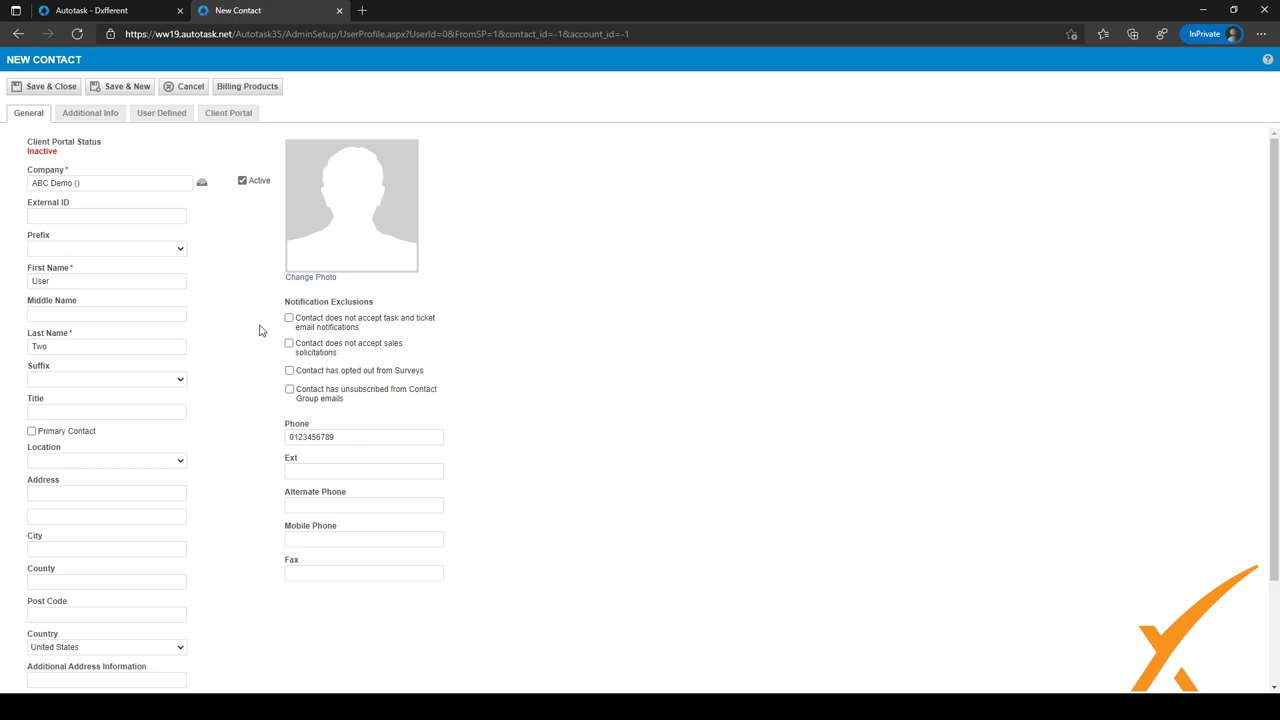 Autotask - Dxfferent
New Contact
https://ww19.autotask.net/Autotask35/AdminSetup/UserProfile.aspx?UserId=0&FromSP=1&contact_id=-1&account_id=-1
InPrivate
NEW CONTACT
?
Save & Close
Save & New
Cancel
Billing Products
General
Additional Info
User Defined
Client Portal
Client Portal Status
Inactive
Company*
ABC Demo ()
Active
External ID
Prefix
First Name*
User
Middle Name
Last Name*
Two
Suffix
Title
Primary Contact
Location
Address
City
County
Post Code
Country
United States
Additional Address Information
Change Photo
Notification Exclusions
Contact does not accept task and ticket
email notifications
Contact does not accept sales
solicitations
Contact has opted out from Surveys
Contact has unsubscribed from Contact
Group emails
Phone
0123456789
Ext
Alternate Phone
Mobile Phone
Fax